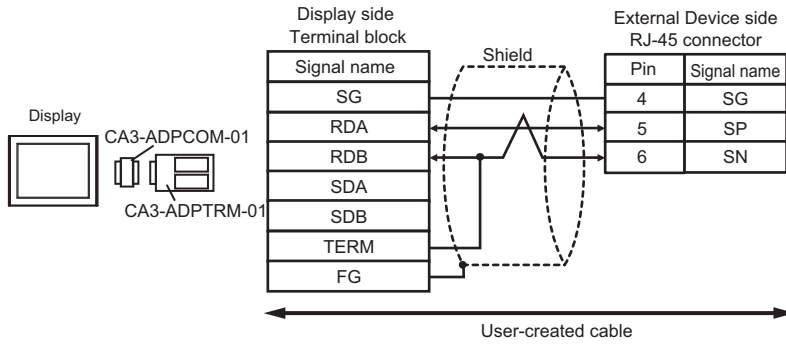 Display side
Terminal block
External Device side
RJ-45 connector
Shield
Signal name
Pin
Signal name
SG
4
SG
Display
CA3-ADPCOM-01
RDA
5
SP
RDB
6
SN
CA3-ADPTRM-01
SDA
SDB
TERM
FG
User-created cable